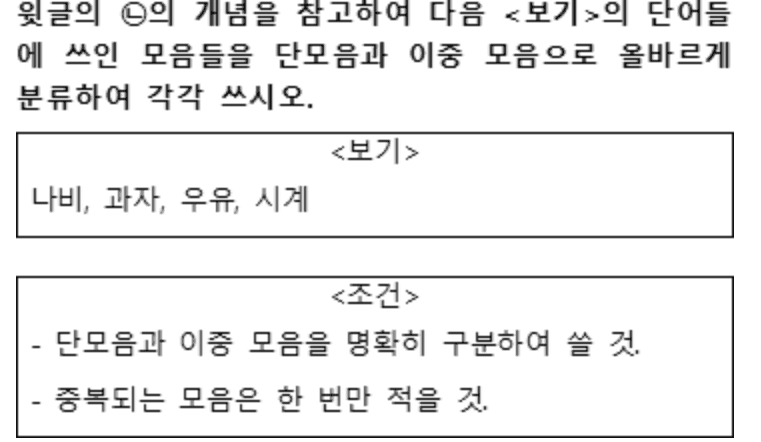 윗글의 ㉡의 개념을 참고하여 다음 <보기>의 단어들
에 쓰인 모음들을 단모음과 이중 모음으로 올바르게
분류하여 각각 쓰시오.
<보기>
나비, 과자, 우유, 시계
<조건>
- 단모음과 이중 모음을 명확히 구분하여 쓸 것.
- 중복되는 모음은 한 번만 적을 것.